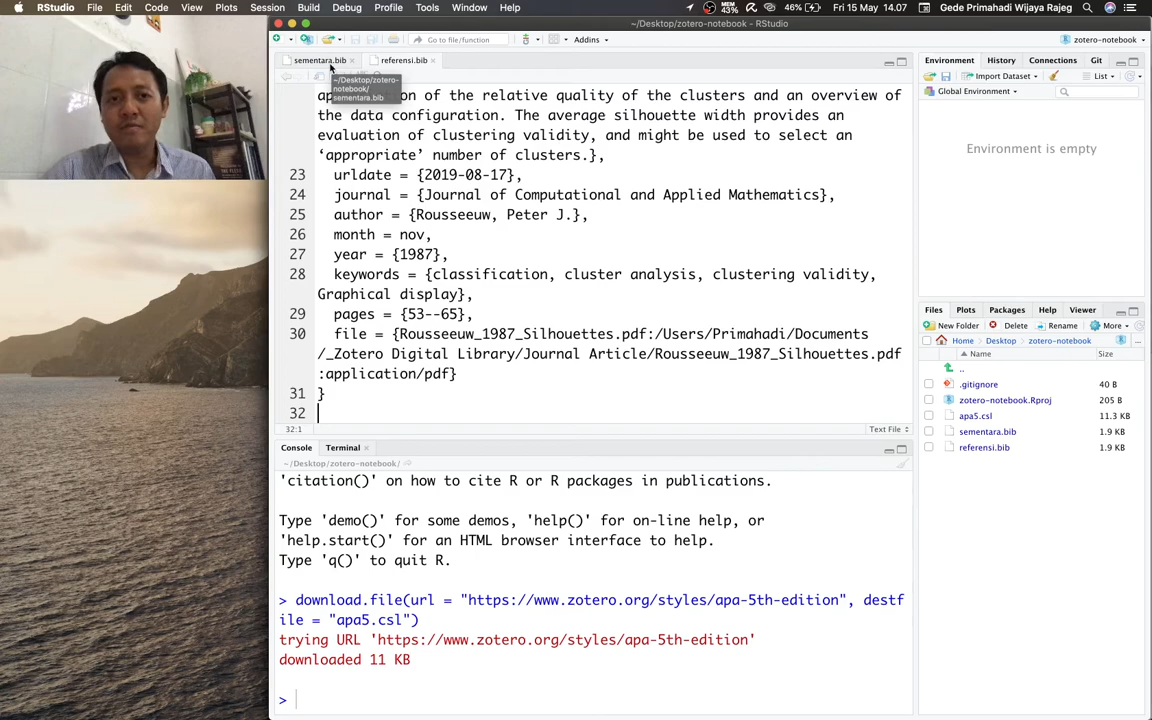 RStudio File Edit Code View Plots Session Build Debug Profile Tools Window Help MEM 43% 46% Fri 15 May 14.07 Gede Primahadi Wijaya Rajeg
~/Desktop/zotero-notebook - RStudio
Go to file/function Addins zotero-notebook
sementara.bib referensi.bib
~/Desktop/zotero-
notebook/
sementara.bib
on of the relative quality of the clusters and an overview of
the data configuration. The average silhouette width provides an
evaluation of clustering validity, and might be used to select an
‘appropriate’ number of clusters.},
23 urldate = {2019-08-17},
24 journal = {Journal of Computational and Applied Mathematics},
25 author = {Rousseeuw, Peter J.},
26 month = nov,
27 year = {1987},
28 keywords = {classification, cluster analysis, clustering validity,
Graphical display},
29 pages = {53--65},
30 file = {Rousseeuw_1987_Silhouettes.pdf:/Users/Primahadi/Documents
/_Zotero Digital Library/Journal Article/Rousseeuw_1987_Silhouettes.pdf
:application/pdf}
31 }
32
32:1 Text File
Console Terminal
~/Desktop/zotero-notebook/
'citation()' on how to cite R or R packages in publications.
Type 'demo()' for some demos, 'help()' for on-line help, or
'help.start()' for an HTML browser interface to help.
Type 'q()' to quit R.
> download.file(url = "https://www.zotero.org/styles/apa-5th-edition", destf
ile = "apa5.csl")
trying URL 'https://www.zotero.org/styles/apa-5th-edition'
downloaded 11 KB
>
Environment History Connections Git
Import Dataset List
Global Environment
Environment is empty
Files Plots Packages Help Viewer
New Folder Delete Rename More
Home Desktop zotero-notebook ...
Name Size
..
.gitignore 40 B
zotero-notebook.Rproj 205 B
apa5.csl 11.3 KB
sementara.bib 1.9 KB
referensi.bib 1.9 KB